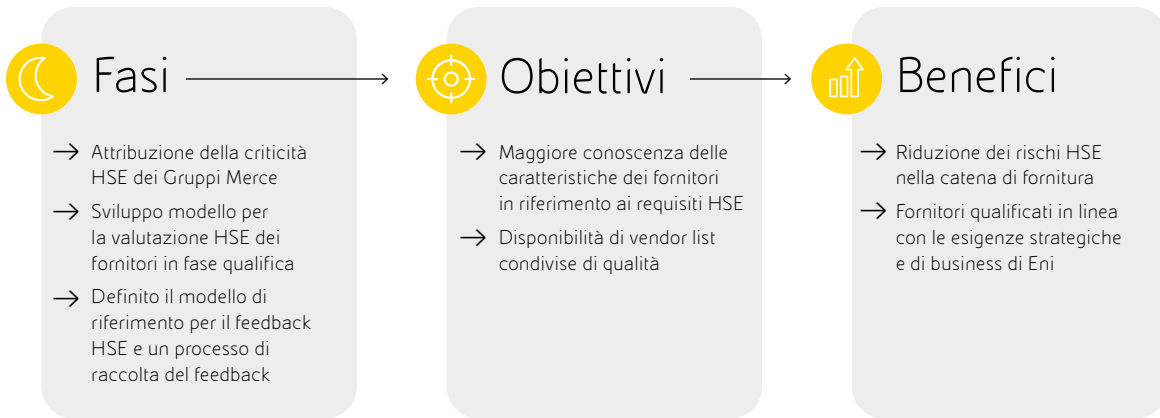 Fasi
Attribuzione della criticità
HSE dei Gruppi Merce
Sviluppo modello per
la valutazione HSE dei
fornitori in fase qualifica
Definito il modello di
riferimento per il feedback
HSE e un processo di
raccolta del feedback
Obiettivi
Maggiore conoscenza delle
caratteristiche dei fornitori
in riferimento ai requisiti HSE
Disponibilità di vendor list
condivise di qualità
Benefici
Riduzione dei rischi HSE
nella catena di fornitura
Fornitori qualificati in linea
con le esigenze strategiche
e di business di Eni